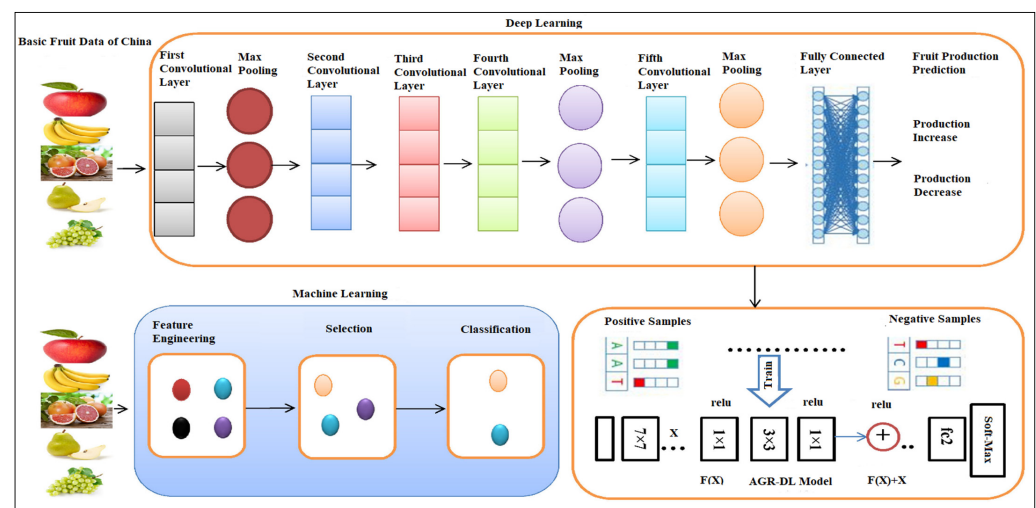 Deep Learning
Basic Fruit Data of China
First
Convolutional
Layer
Max
Pooling
Second
Convolutional
Layer
Third
Convolutional
Layer
Fourth
Convolutional
Layer
Max
Pooling
Fifth
Convolutional
Layer
Max
Pooling
Fully Connected
Layer
Fruit Production
Prediction
Production
Increase
Production
Decrease
Machine Learning
Feature
Engineering
Selection
Classification
Positive Samples
Negative Samples
A
A
T
T
C
G
Train
relu
relu
relu
7×7
X
1×1
3×3
1×1
+
fc2
Soft-Max
F(X)
AGR-DL Model
F(X)+X